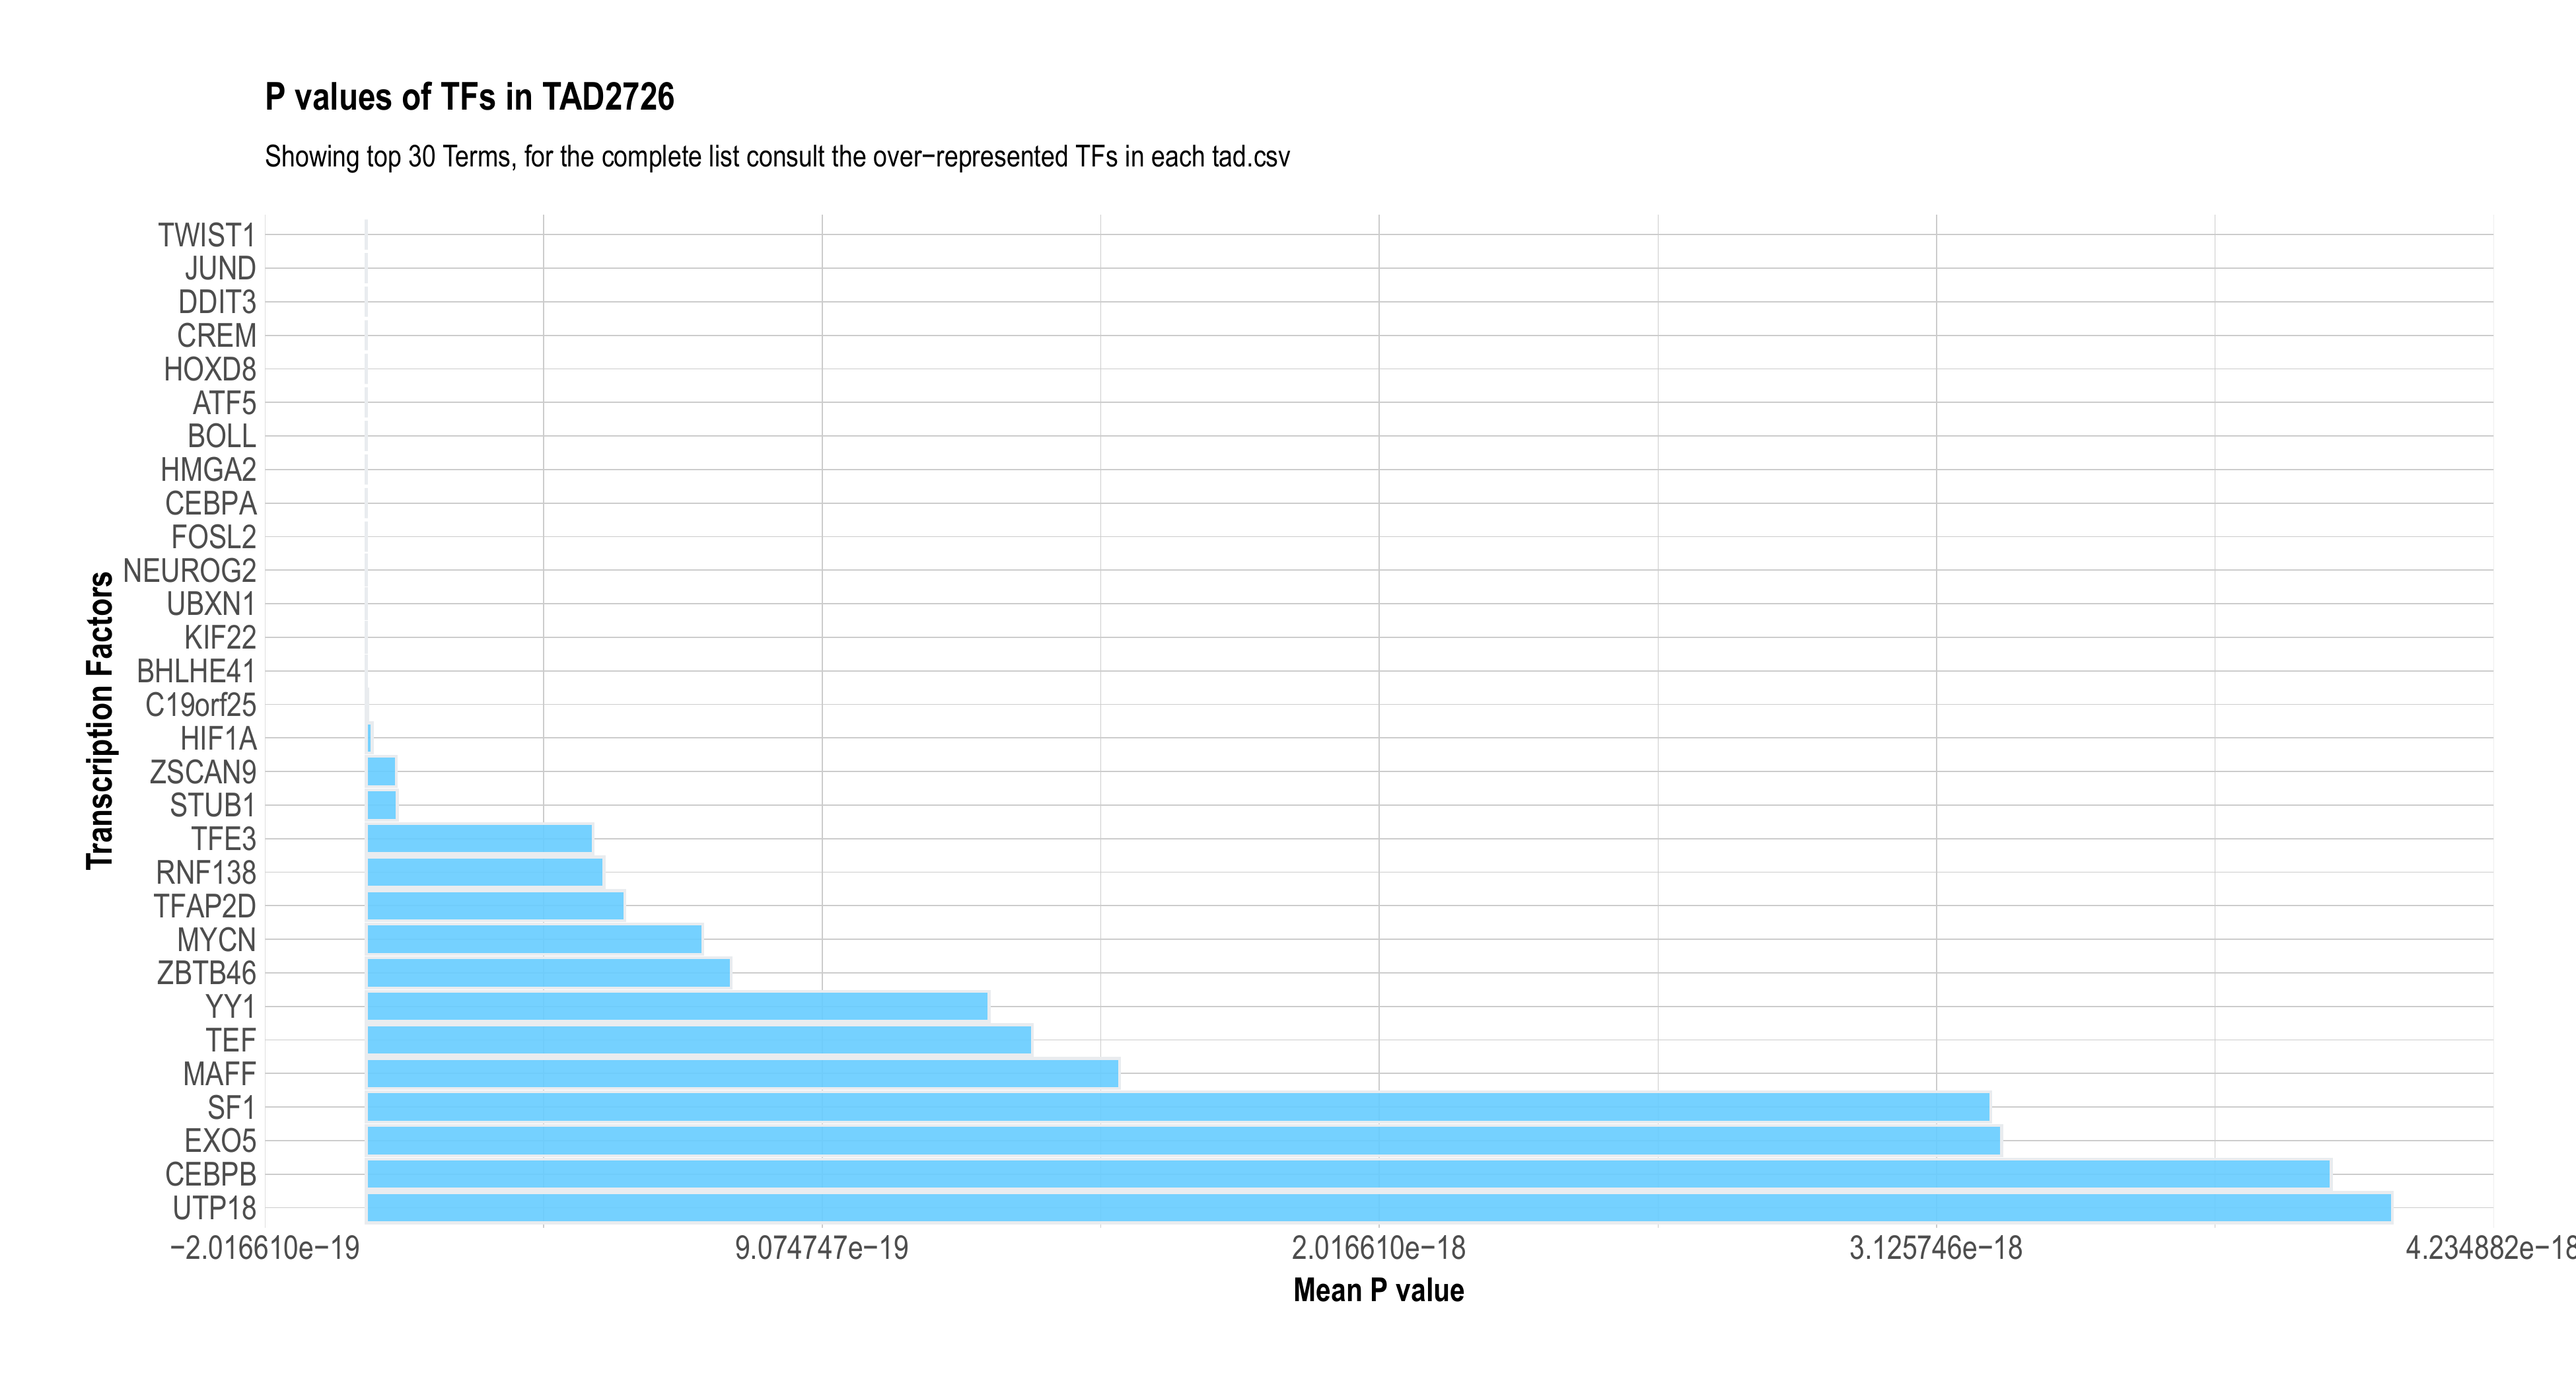 P values of TFs in TAD2726
Showing top 30 Terms, for the complete list consult the over−represented TFs in each tad.csv
Transcription Factors
TWIST1
JUND
DDIT3
CREM
HOXD8
ATF5
BOLL
HMGA2
CEBPA
FOSL2
NEUROG2
UBXN1
KIF22
BHLHE41
C19orf25
HIF1A
ZSCAN9
STUB1
TFE3
RNF138
TFAP2D
MYCN
ZBTB46
YY1
TEF
MAFF
SF1
EXO5
CEBPB
UTP18
−2.016610e−19 9.074747e−19 2.016610e−18 3.125746e−18 4.234882e−18
Mean P value